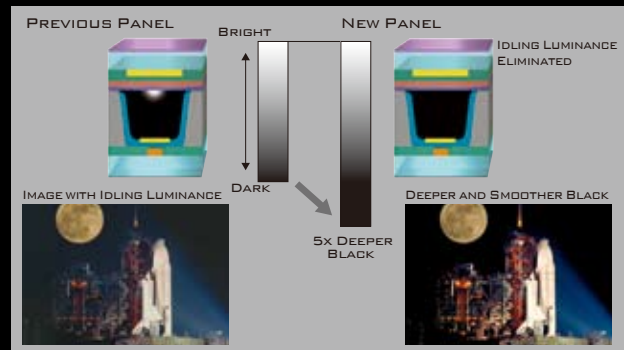 PREVIOUS PANEL
BRIGHT
NEW PANEL
IDLING LUMINANCE
ELIMINATED
DARK
IMAGE WITH IDLING LUMINANCE
DEEPER AND SMOOTHER BLACK
5X DEEPER
BLACK